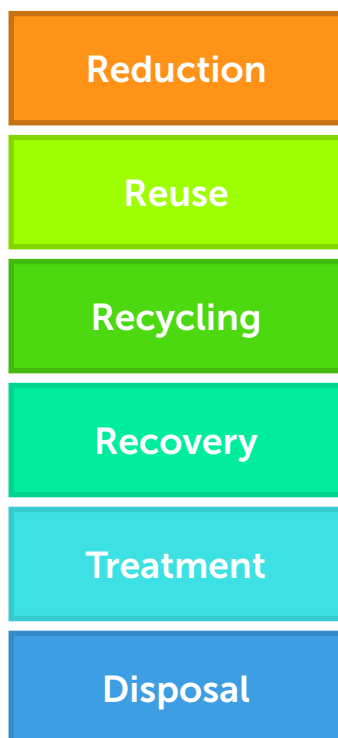 Reduction
Reuse
Recycling
Recovery
Treatment
Disposal